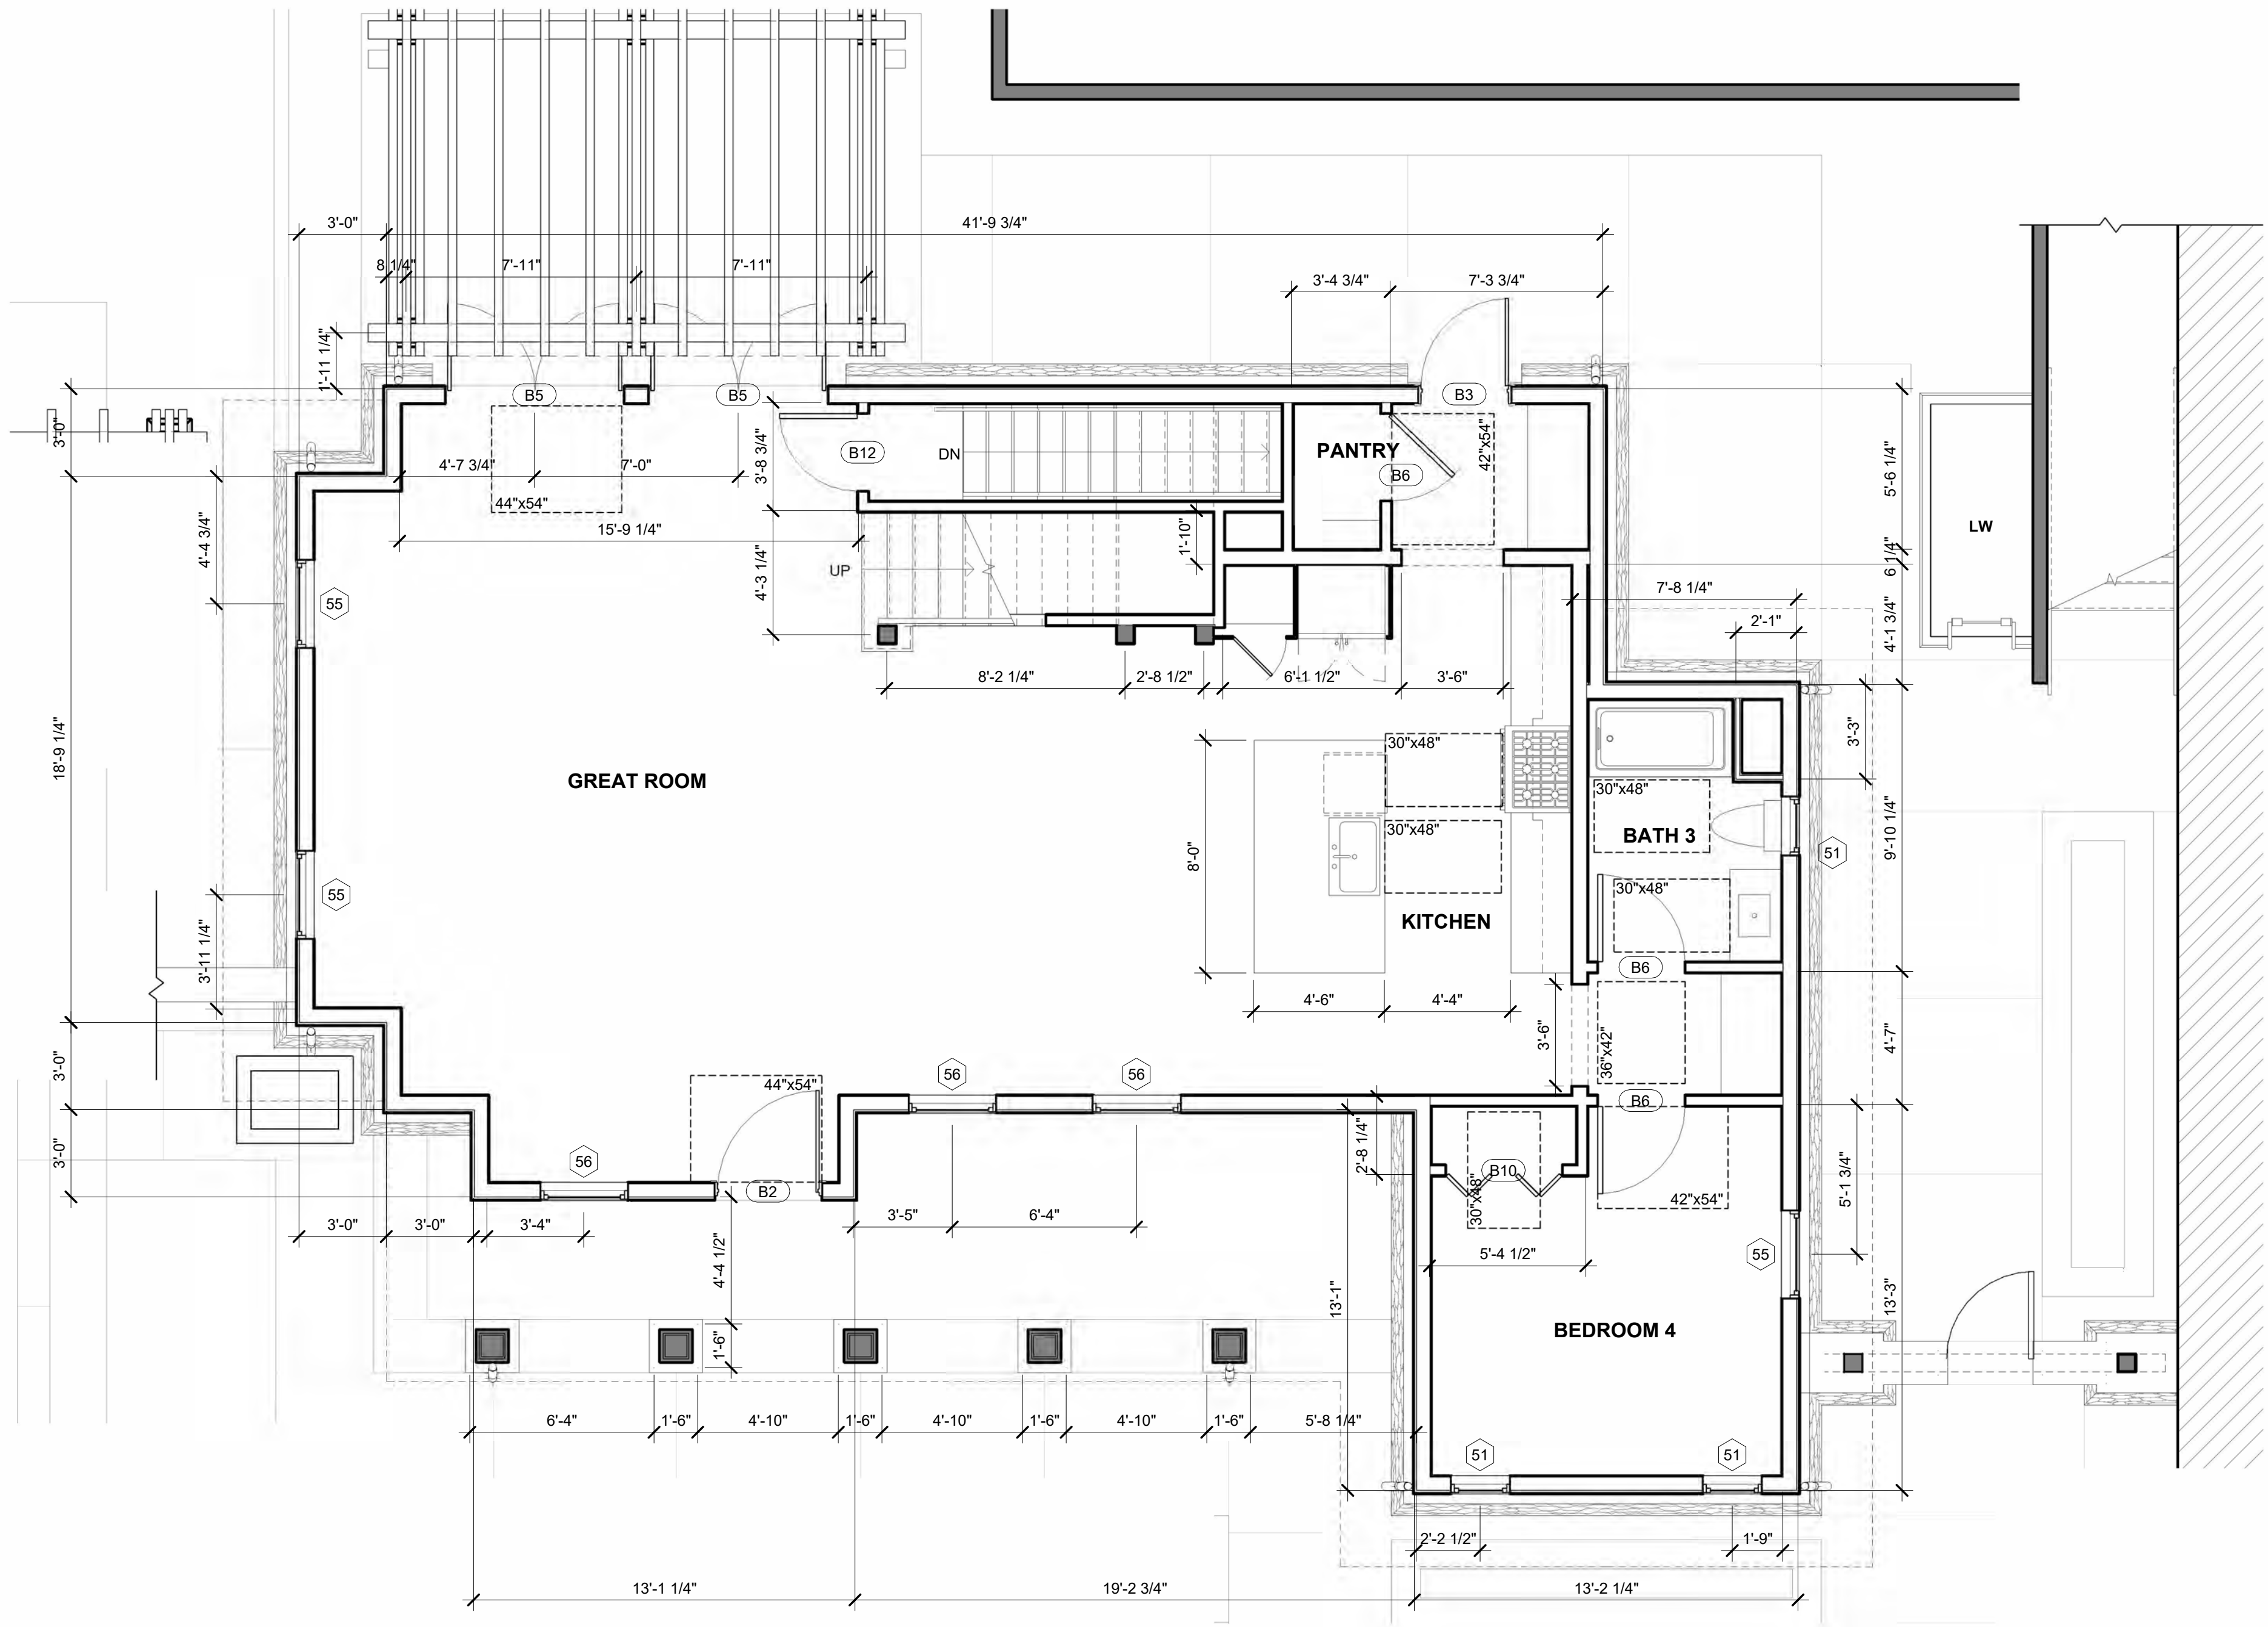 3'-0"
41'-9 3/4"
8 1/4"
7'-11"
7'-11"
3'-4 3/4"
7'-3 3/4"
1'-11 1/4"
3'-0"
B5
B5
B3
B12
DN
3'-8 3/4"
PANTRY
B6
42"x54"
5'-6 1/4"
4'-7 3/4"
7'-0"
44"x54"
4'-4 3/4"
15'-9 1/4"
1'-10"
LW
UP
4'-3 1/4"
6 1/4"
7'-8 1/4"
55
2'-1"
4'-1 3/4"
8'-2 1/4"
2'-8 1/2"
6'-1 1/2"
3'-6"
3'-3"
18'-9 1/4"
GREAT ROOM
30"x48"
30"x48"
30"x48"
BATH 3
8'-0"
30"x48"
51
9'-10 1/4"
55
3'-11 1/4"
KITCHEN
B6
4'-6"
4'-4"
3'-6"
36"x42"
4'-7"
3'-0"
56
56
44"x54"
B6
3'-0"
56
B2
2'-8 1/4"
B10
30"x48"
42"x54"
5'-1 3/4"
3'-0"
3'-0"
3'-4"
3'-5"
6'-4"
4'-4 1/2"
5'-4 1/2"
55
13'-1"
13'-3"
1'-6"
BEDROOM 4
6'-4"
1'-6"
4'-10"
1'-6"
4'-10"
1'-6"
4'-10"
1'-6"
5'-8 1/4"
51
51
2'-2 1/2"
1'-9"
13'-1 1/4"
19'-2 3/4"
13'-2 1/4"